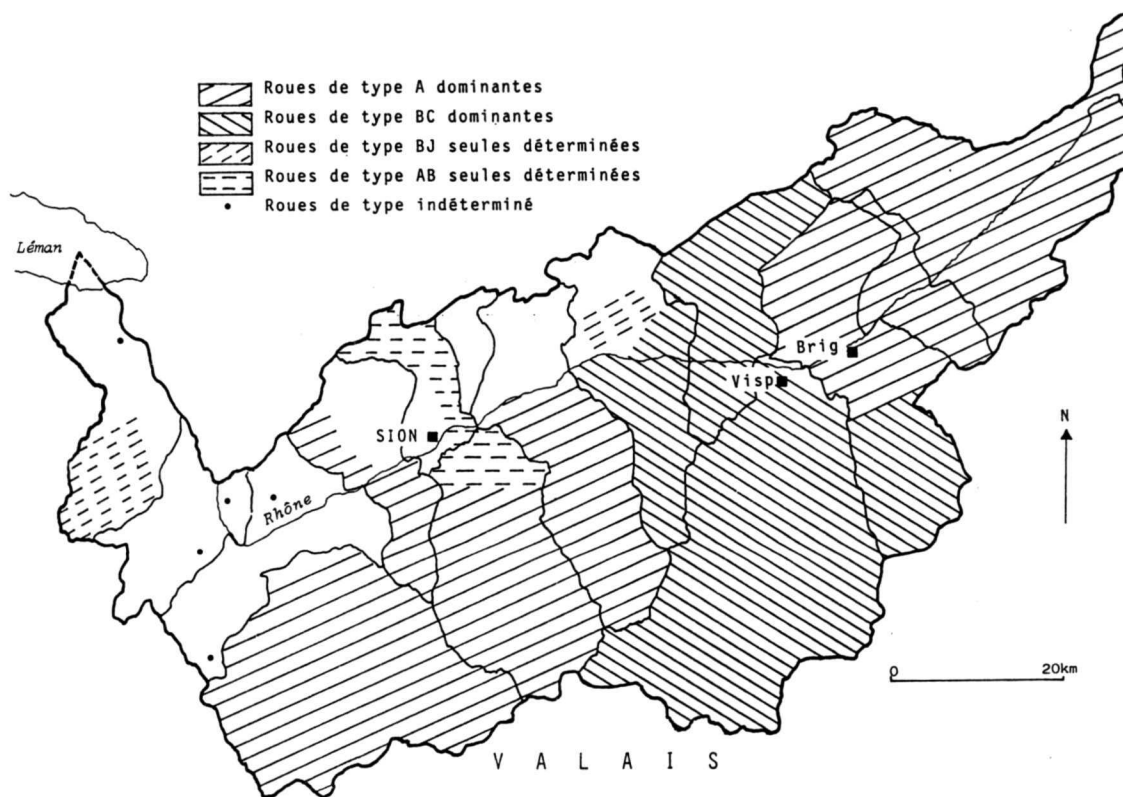 Roues de type A dominantes
Roues de type BC dominantes
Roues de type BJ seules déterminées
Roues de type AB seules déterminées
Roues de type indéterminé
Léman
Brig
Visp
N
SION
Rhône
0 20km
VALAIS